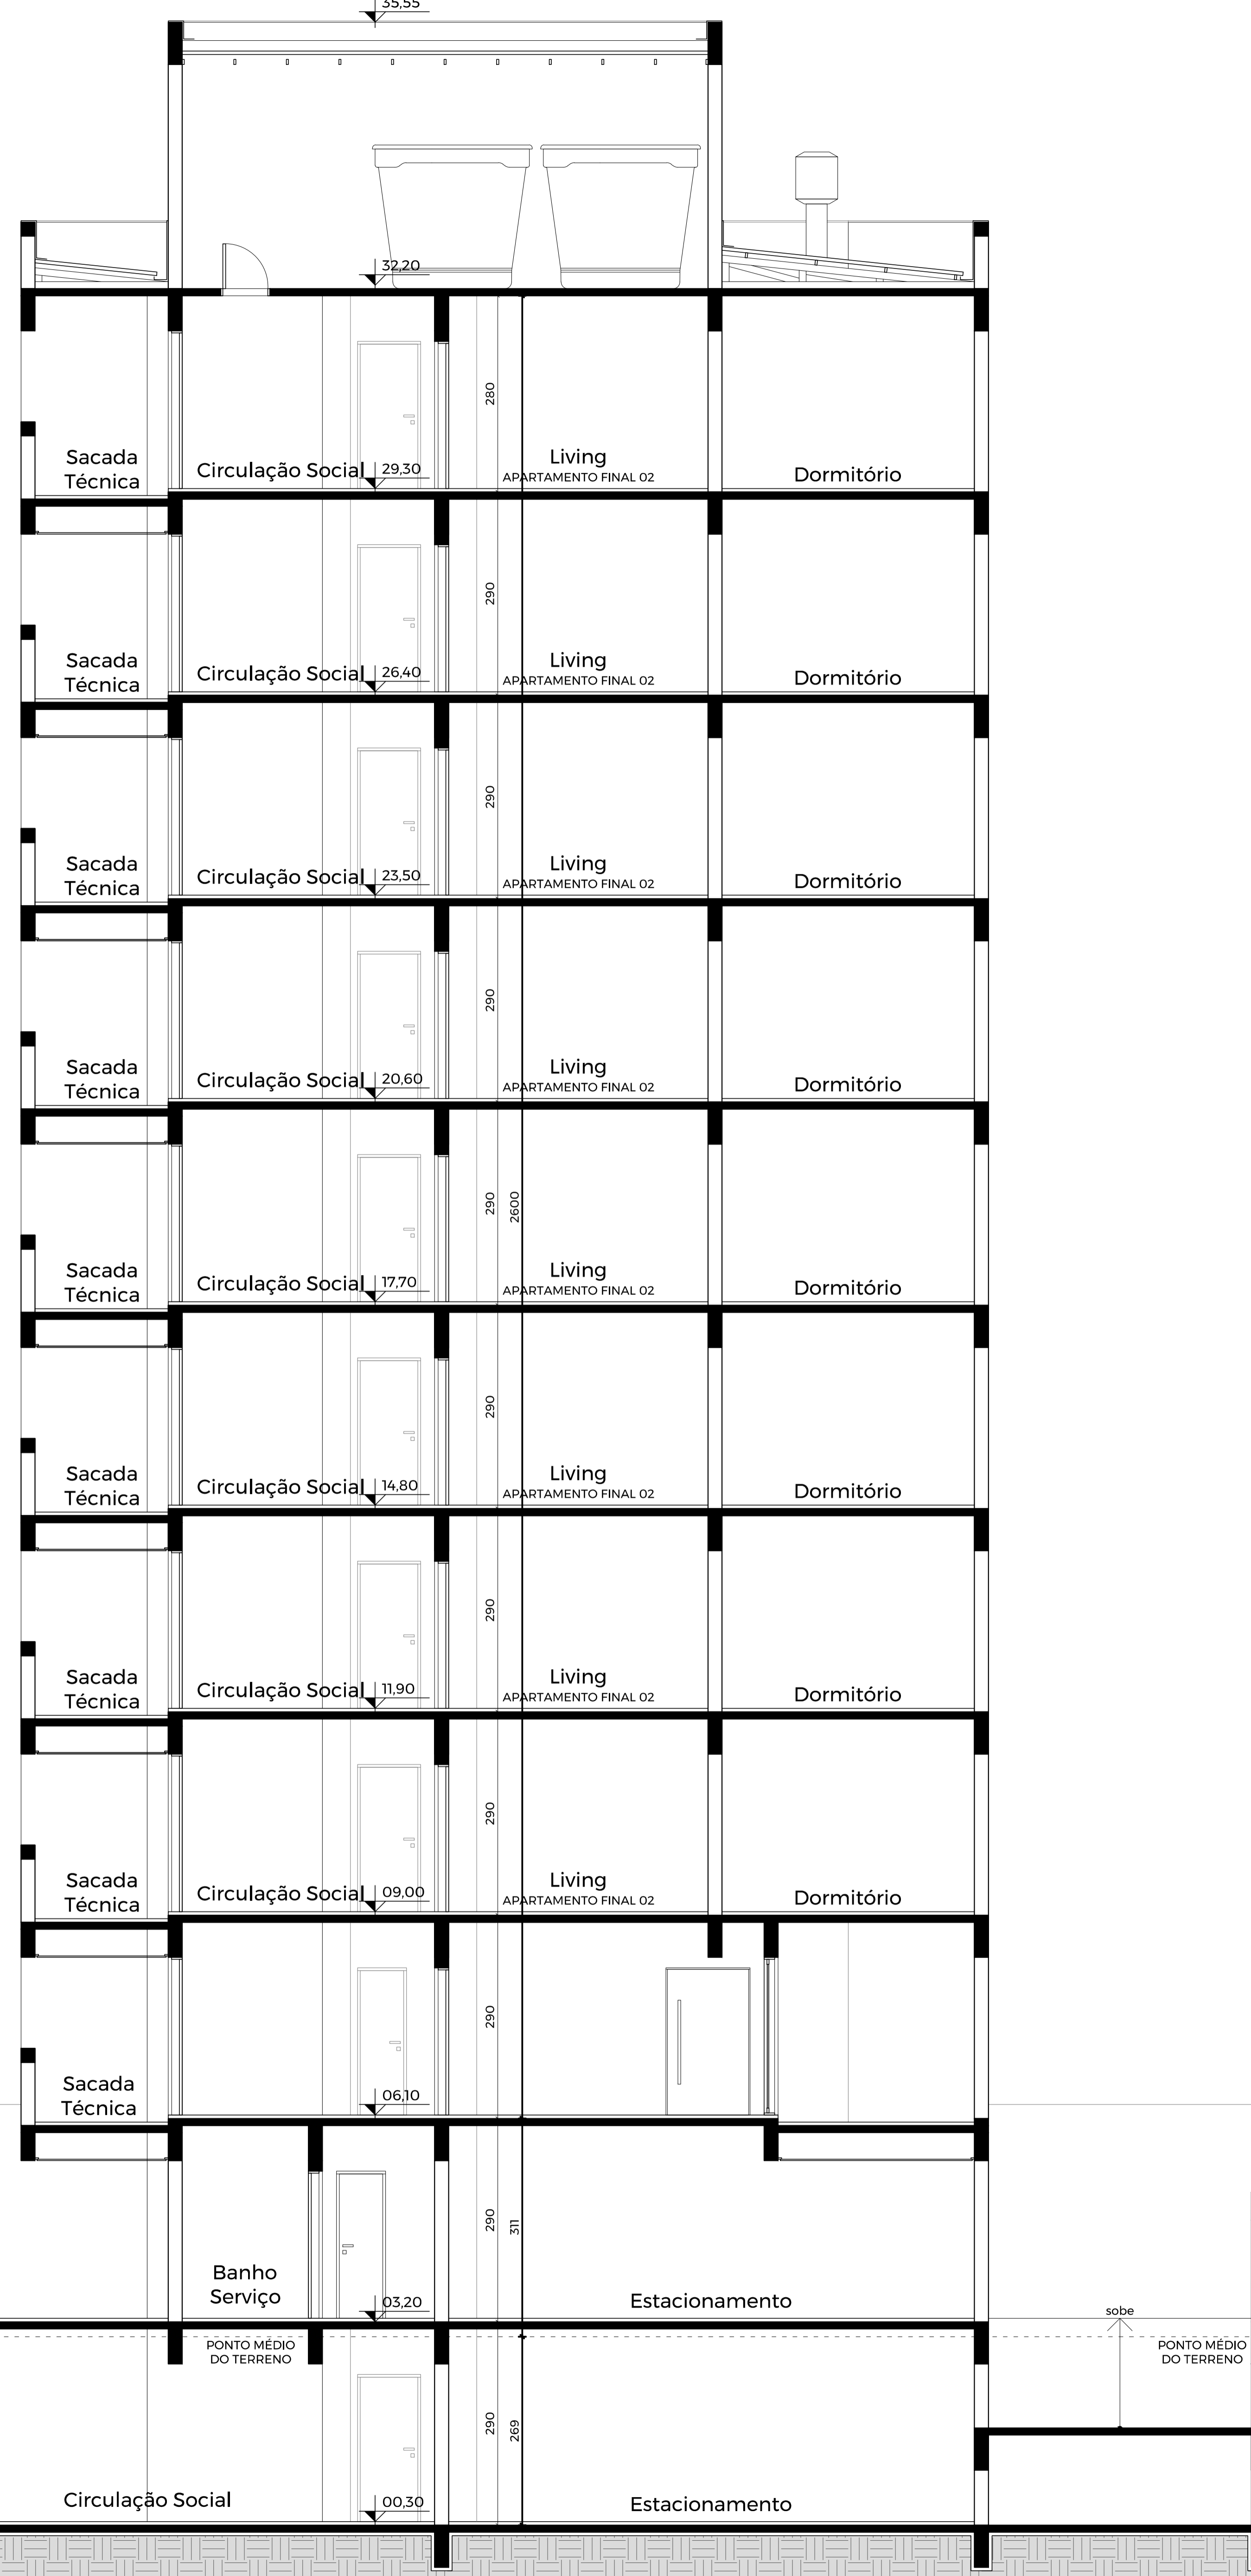 35,55
32,20
280
Sacada
Técnica
Circulação Social
29,30
Living
APARTAMENTO FINAL 02
Dormitório
290
Sacada
Técnica
Circulação Social
26,40
Living
APARTAMENTO FINAL 02
Dormitório
290
Sacada
Técnica
Circulação Social
23,50
Living
APARTAMENTO FINAL 02
Dormitório
290
Sacada
Técnica
Circulação Social
20,60
Living
APARTAMENTO FINAL 02
Dormitório
290
2600
Sacada
Técnica
Circulação Social
17,70
Living
APARTAMENTO FINAL 02
Dormitório
290
Sacada
Técnica
Circulação Social
14,80
Living
APARTAMENTO FINAL 02
Dormitório
290
Sacada
Técnica
Circulação Social
11,90
Living
APARTAMENTO FINAL 02
Dormitório
290
Sacada
Técnica
Circulação Social
09,00
Living
APARTAMENTO FINAL 02
Dormitório
290
Sacada
Técnica
06,10
290
311
Banho
Serviço
03,20
Estacionamento
sobe
PONTO MÉDIO
DO TERRENO
PONTO MÉDIO
DO TERRENO
290
269
Circulação Social
00,30
Estacionamento